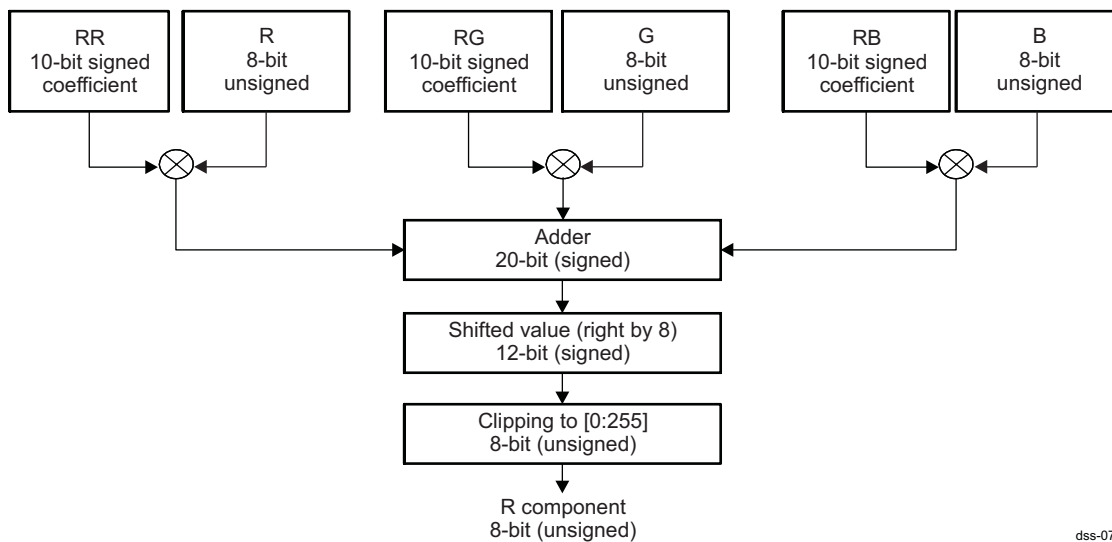 RR
10-bit signed
coefficient
R
8-bit
unsigned
RG
10-bit signed
coefficient
G
8-bit
unsigned
RB
10-bit signed
coefficient
B
8-bit
unsigned
Adder
20-bit (signed)
Shifted value (right by 8)
12-bit (signed)
Clipping to [0:255]
8-bit (unsigned)
R component
8-bit (unsigned)
dss-07